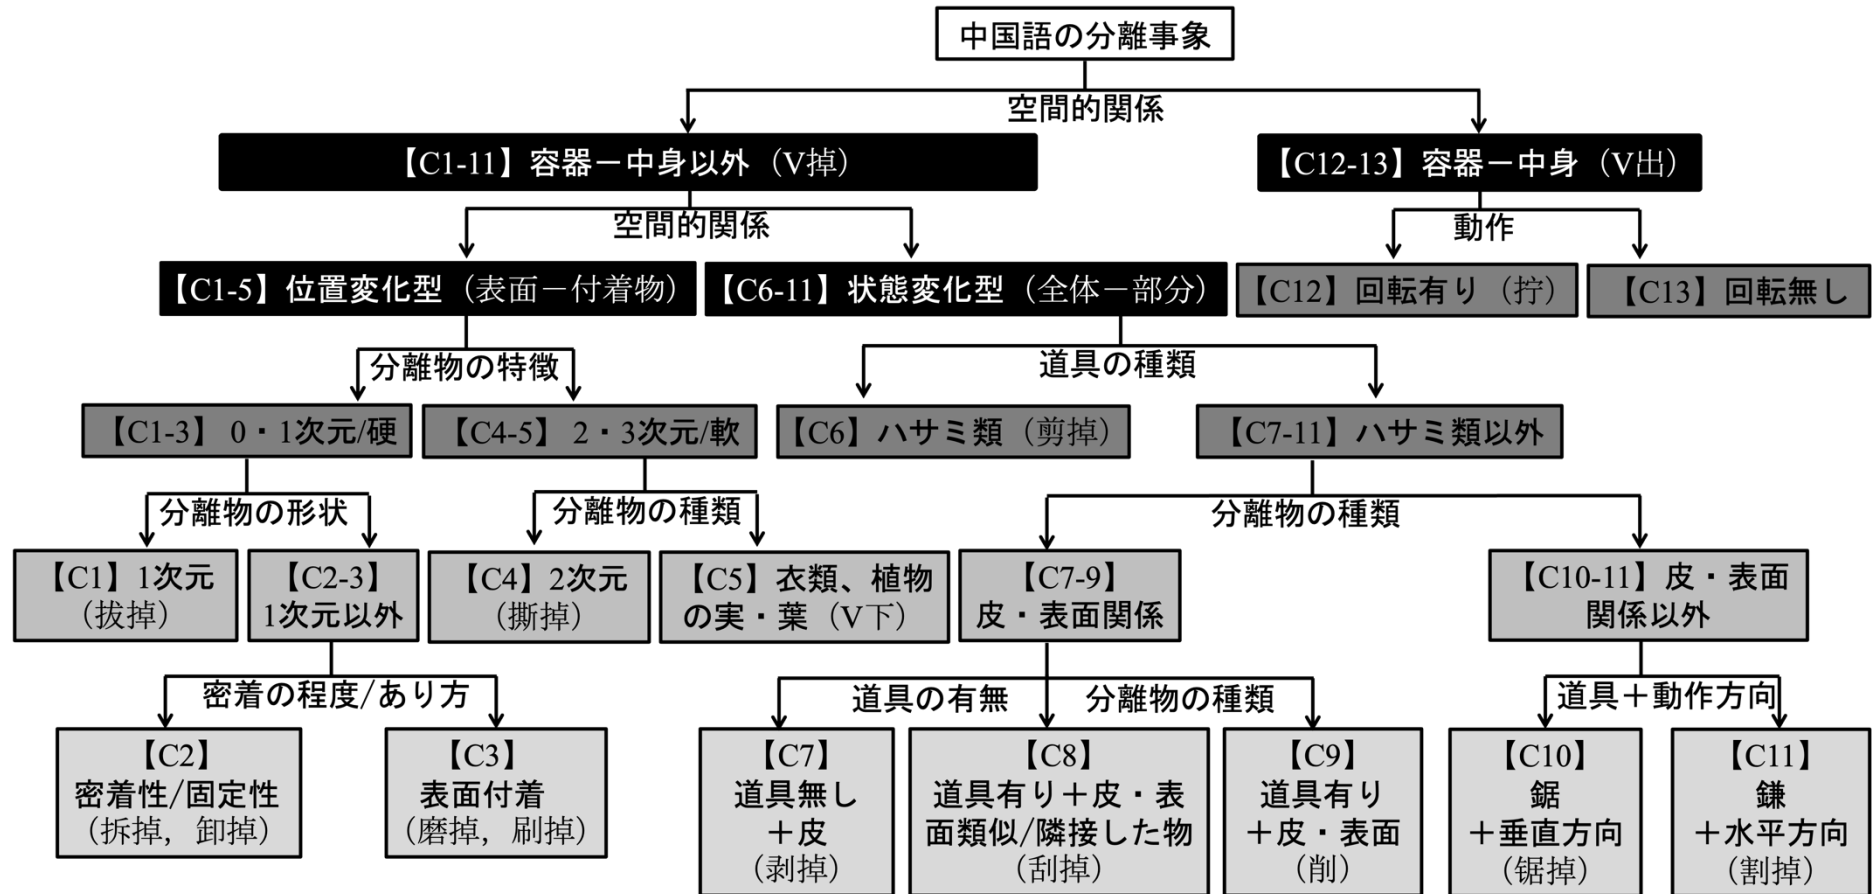 中国語の分離事象
空間的関係
【C1-11】容器－中身以外（V掉）
【C12-13】容器－中身（V出）
空間的関係
動作
【C1-5】位置変化型（表面－付着物）
【C6-11】状態変化型（全体－部分）
【C12】回転有り（拧）
【C13】回転無し
分離物の特徴
道具の種類
【C1-3】0・1次元/硬
【C4-5】2・3次元/軟
【C6】ハサミ類（剪掉）
【C7-11】ハサミ類以外
分離物の形状
分離物の種類
分離物の種類
【C1】1次元
（拔掉）
【C2-3】
1次元以外
【C4】2次元
（撕掉）
【C5】衣類、植物
の実・葉（V下）
【C7-9】
皮・表面関係
【C10-11】皮・表面
関係以外
密着の程度/あり方
道具の有無
分離物の種類
道具＋動作方向
【C2】
密着性/固定性
（拆掉，卸掉）
【C3】
表面付着
（磨掉，刷掉）
【C7】
道具無し
＋皮
（剥掉）
【C8】
道具有り＋皮・表
面類似/隣接した物
（刮掉）
【C9】
道具有り
＋皮・表面
（削）
【C10】
鋸
＋垂直方向
（锯掉）
【C11】
鎌
＋水平方向
（割掉）